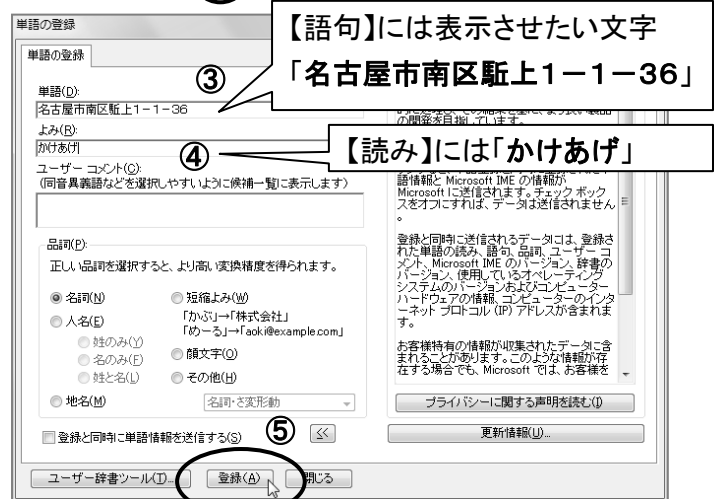 単語の登録
【語句】には表示させたい文字
「名古屋市南区駈上1－1－36」
単語の登録
③
単語(D):
名古屋市南区駈上1－1－36
の開発を目指しています。
よみ(R):
かけあげ
④
【読み】には「かけあげ」
ユーザー コメント(C):
(同音異義語などを選択しやすいように候補一覧に表示します)
語情報と Microsoft IME の情報が
Microsoft に送信されます。チェック ボック
スをオフにすれば、データは送信されません
。
登録と同時に送信されるデータには、登録さ
れた単語の読み、語句、品詞、ユーザー コ
メント、Microsoft IME のバージョン、辞書の
バージョン、使用しているオペレーティング
システムのバージョンおよびコンピューター
ハードウェアの情報、コンピューターのインタ
ーネット プロトコル (IP) アドレスが含まれま
す。
お客様特有の情報が収集されたデータに含
まれることがあります。このような情報が存
在する場合でも、Microsoft では、お客様を
品詞(P):
正しい品詞を選択すると、より高い変換精度を得られます。
名詞(N)
短縮よみ(W)
「かぶ」→「株式会社」
「めーる」→「aoki@example.com」
人名(E)
姓のみ(Y)
名のみ(F)
姓と名(L)
顔文字(O)
その他(H)
地名(M)
名詞・さ変形動
プライバシーに関する声明を読む(I)
登録と同時に単語情報を送信する(S)
⑤
≪
更新情報(U)...
ユーザー辞書ツール(T)...
登録(A)
閉じる